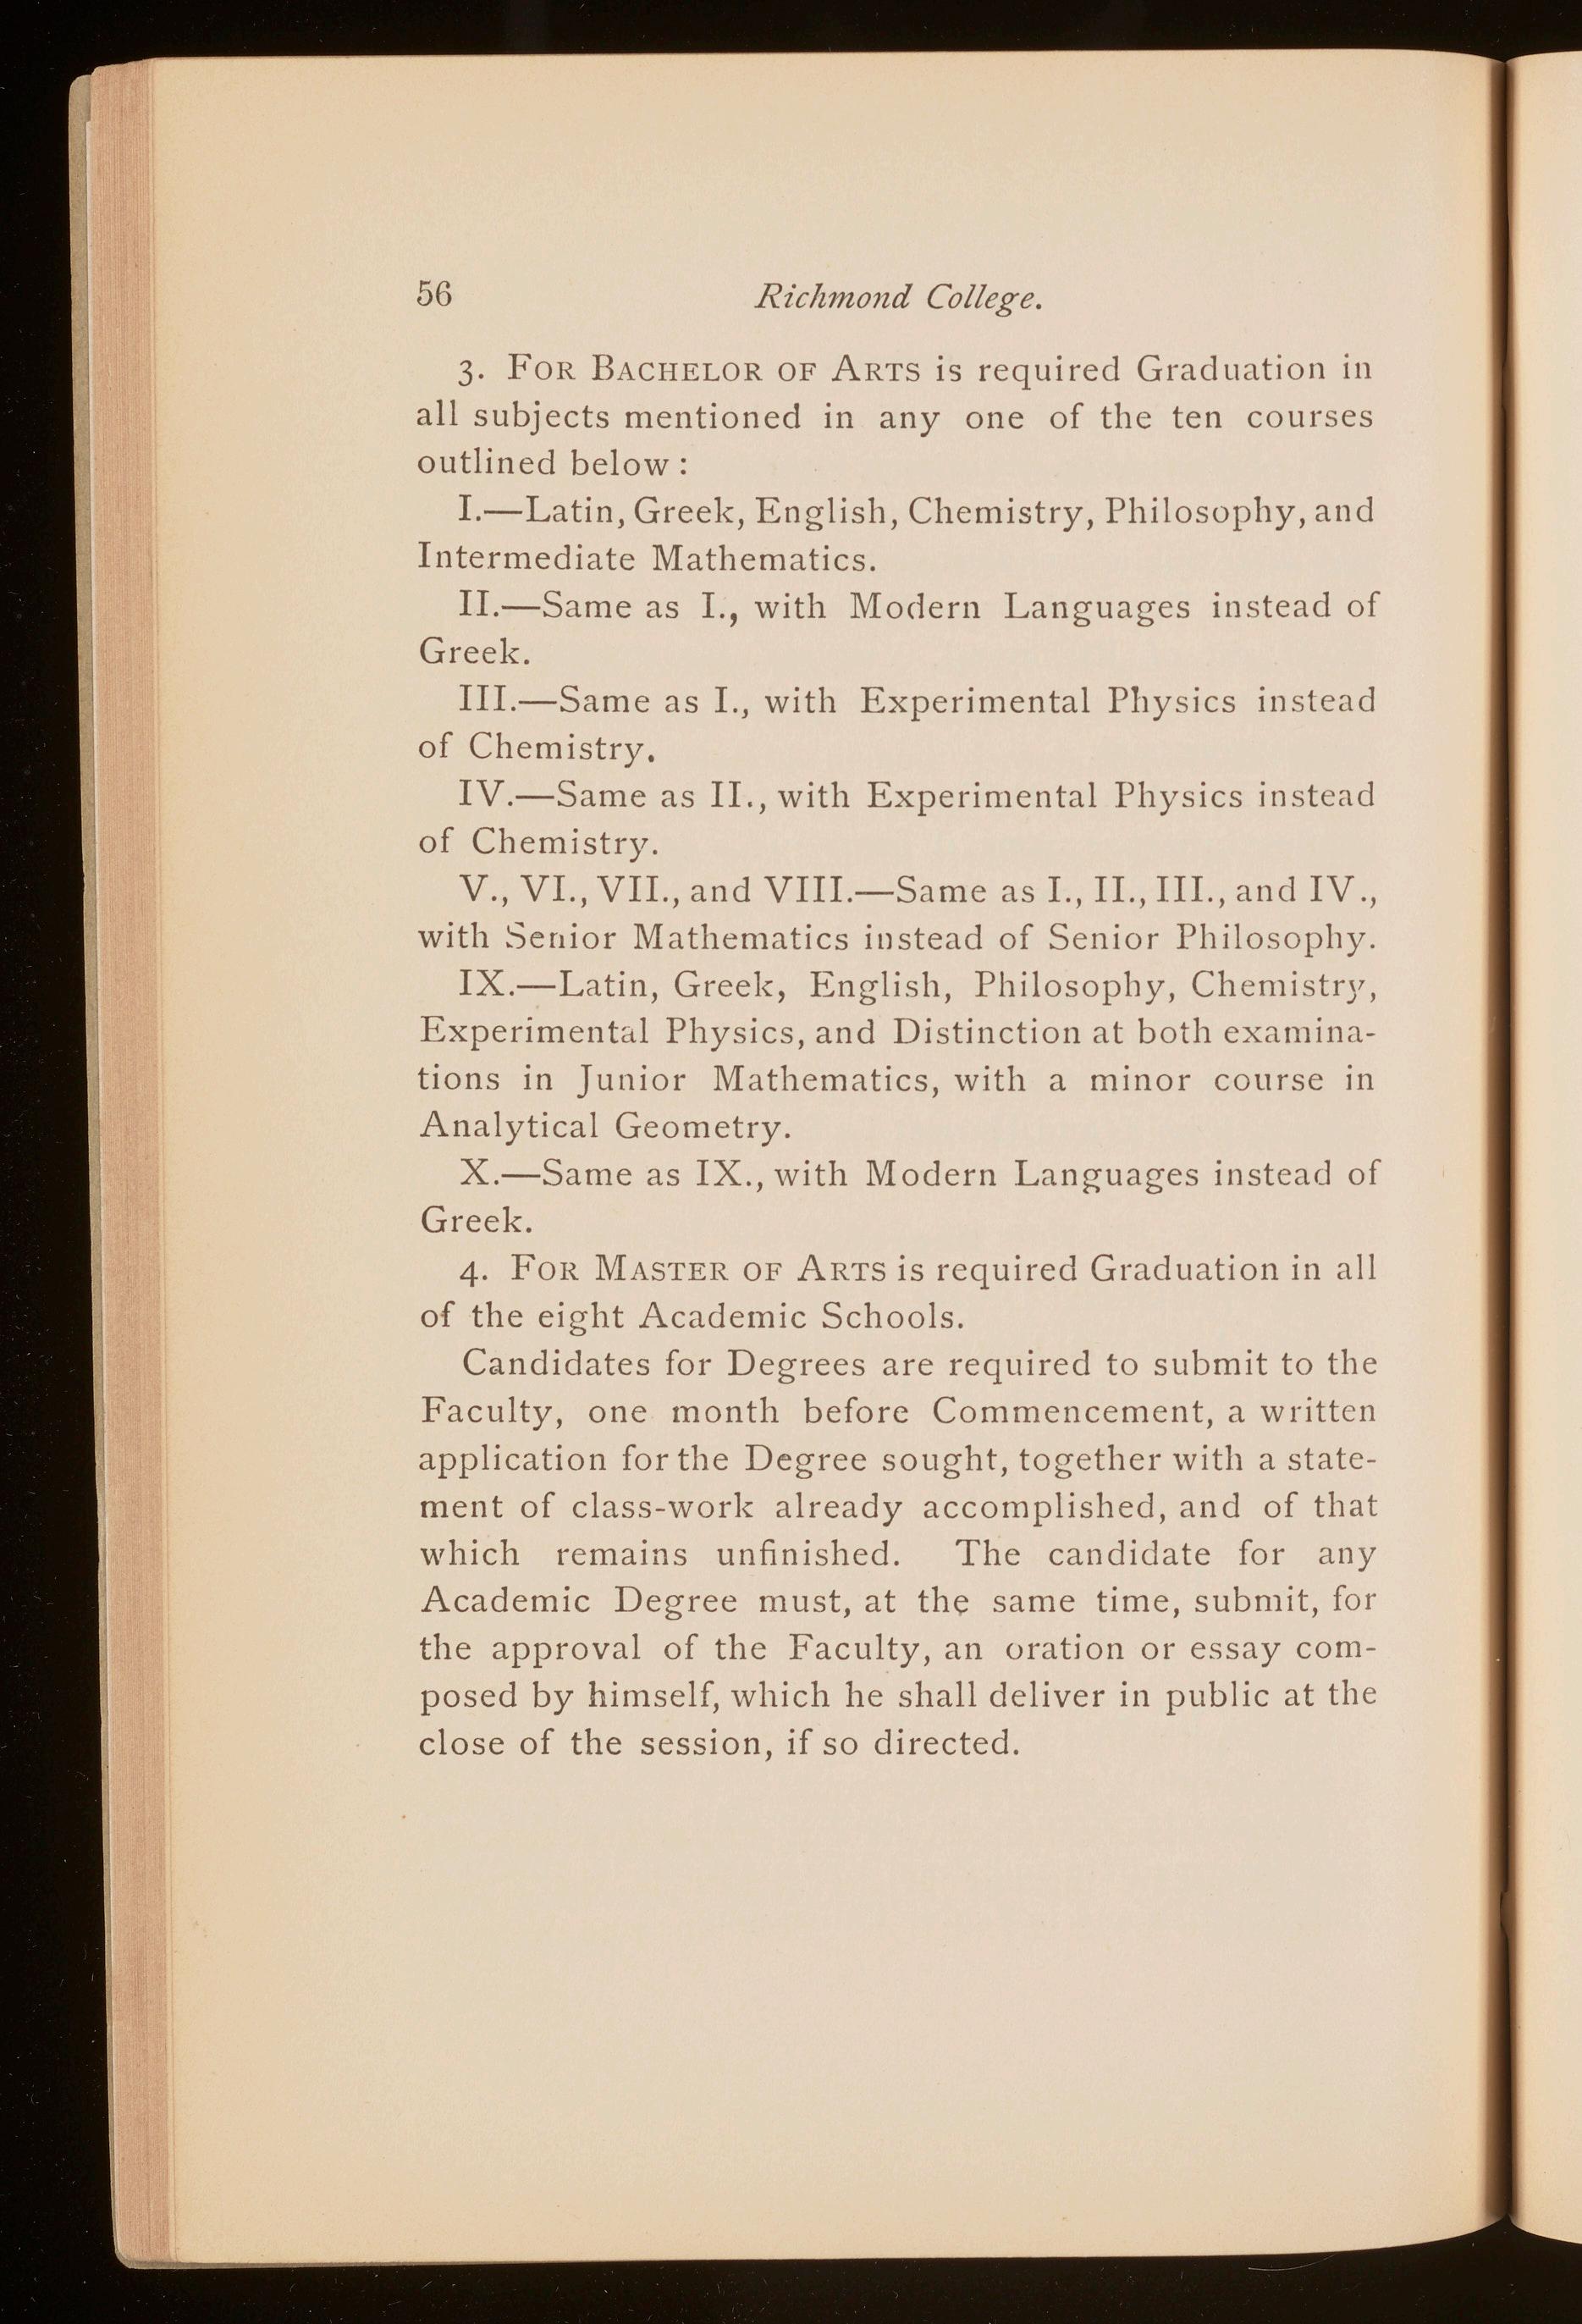 56 Richmond College.
3. FOR BACHELOR OF ARTS is required Graduation in
all subjects mentioned in any one of the ten courses
outlined below :
I.—Latin, Greek, English, Chemistry, Philosophy, and
Intermediate Mathematics.
II.—Same as I., with Modern Languages instead of
Greek.
III.—Same as I., with Experimental Physics instead
of Chemistry.
IV.—Same as II., with Experimental Physics instead
of Chemistry.
V., VI., VII., and VIII.—Same as I., II., III., and IV.,
with Senior Mathematics instead of Senior Philosophy.
IX.—Latin, Greek, English, Philosophy, Chemistry,
Experimental Physics, and Distinction at both examina-
tions in Junior Mathematics, with a minor course in
Analytical Geometry.
X.—Same as IX., with Modern Languages instead of
Greek.
4. FOR MASTER OF ARTS is required Graduation in all
of the eight Academic Schools.
Candidates for Degrees are required to submit to the
Faculty, one month before Commencement, a written
application for the Degree sought, together with a state-
ment of class-work already accomplished, and of that
which remains unfinished. The candidate for any
Academic Degree must, at the same time, submit, for
the approval of the Faculty, an oration or essay com-
posed by himself, which he shall deliver in public at the
close of the session, if so directed.